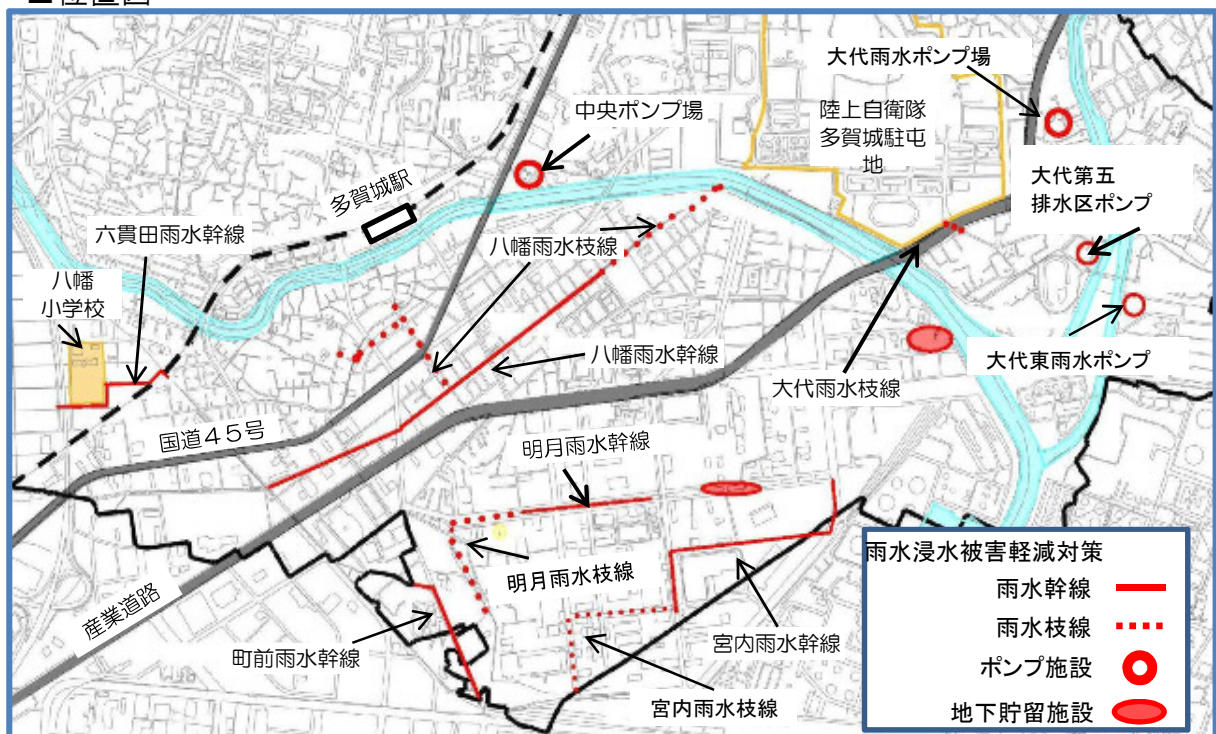 ■位置図
大代雨水ポンプ場
中央ポンプ場
陸上自衛隊
多賀城駐屯
地
大代第五
排水区ポンプ
多賀城駅
六貫田雨水幹線
八幡雨水枝線
八幡
小学校
八幡雨水幹線
大代東雨水ポンプ
大代雨水枝線
国道45号
明月雨水幹線
明月雨水枝線
産業道路
町前雨水幹線
宮内雨水幹線
宮内雨水枝線
雨水浸水被害軽減対策
雨水幹線
雨水枝線
ポンプ施設
地下貯留施設